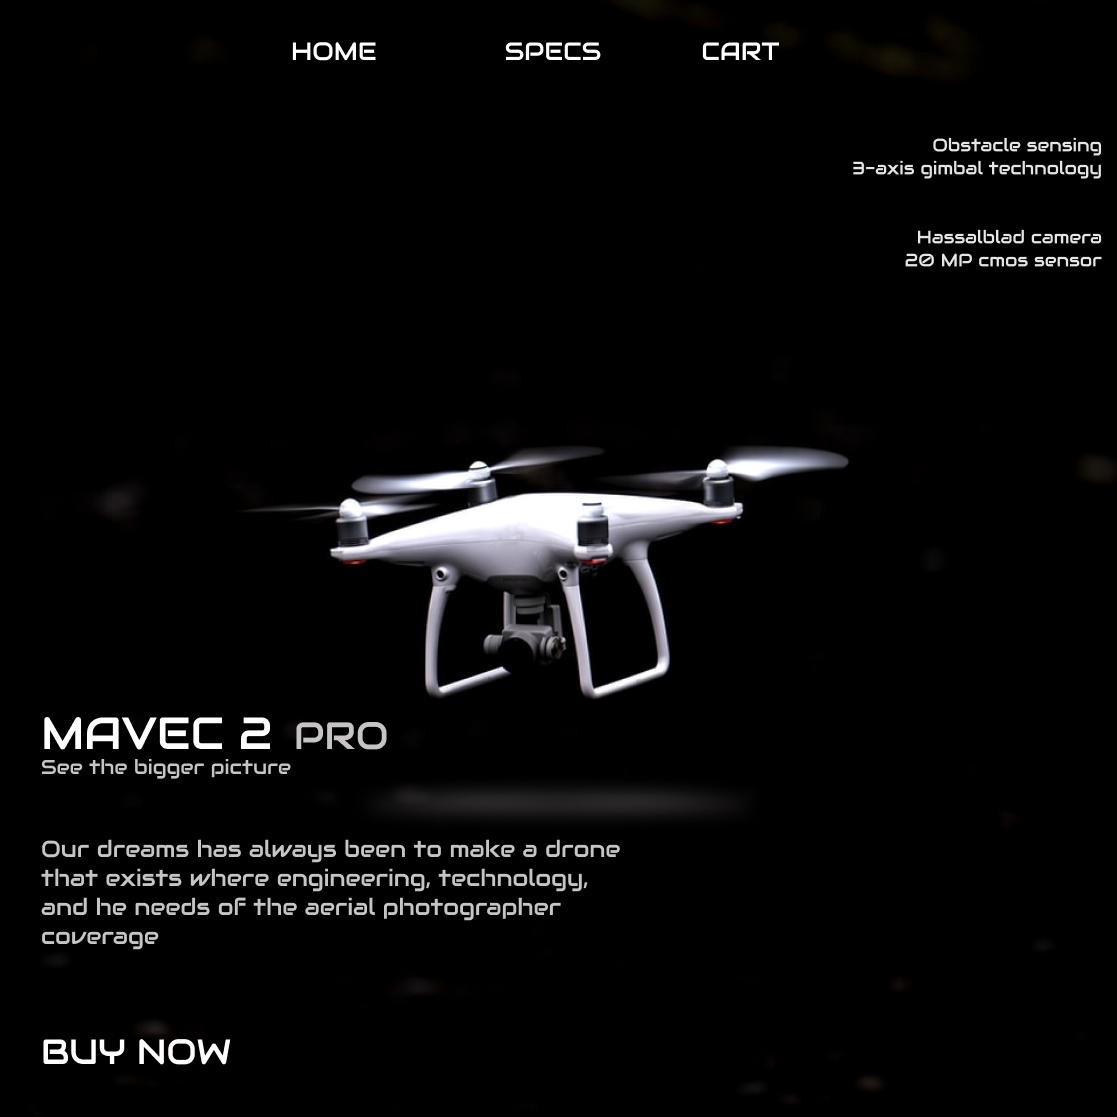 HOME SPECS CART
Obstacle sensing
3-axis gimbal technology
Hassalblad camera
20 MP cmos sensor
MAVEC 2 PRO
See the bigger picture
Our dreams has always been to make a drone
that exists where engineering, technology,
and he needs of the aerial photographer
coverage
BUY NOW